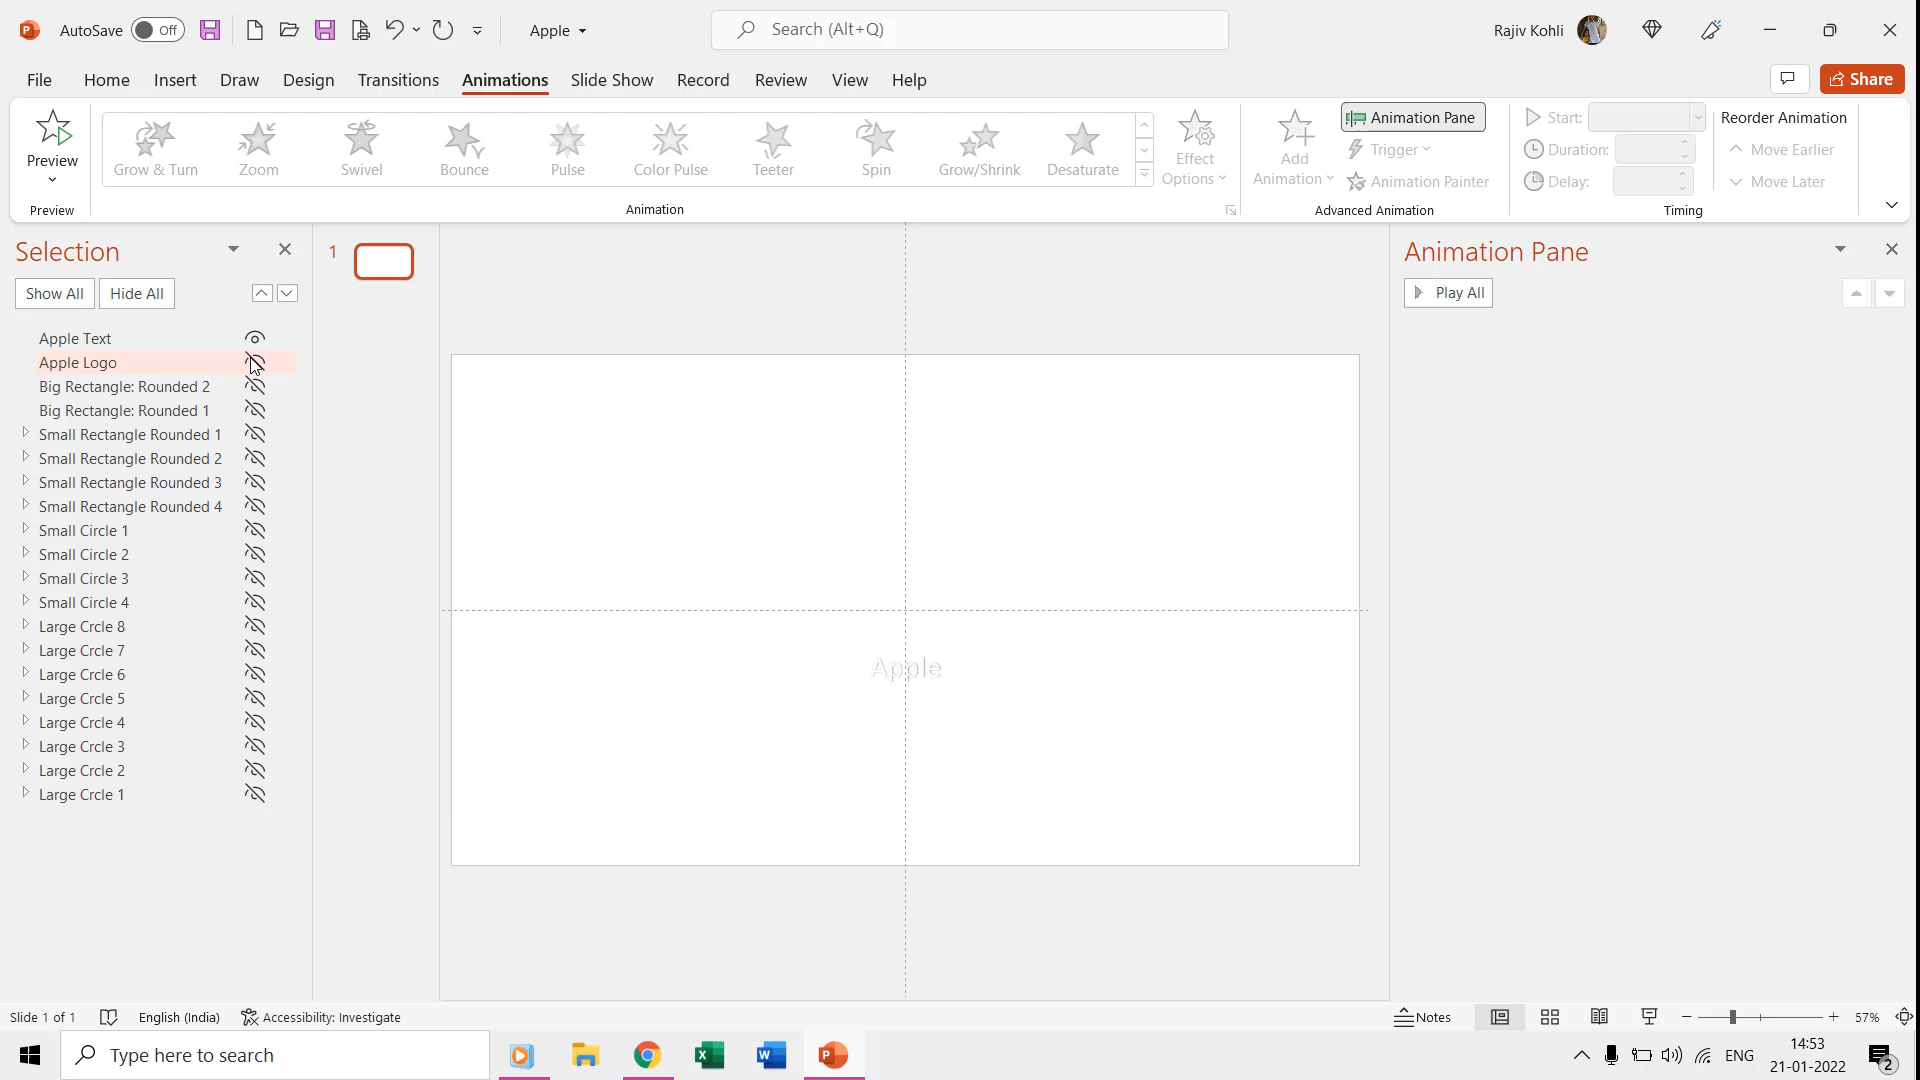 AutoSave Off Apple Search (Alt+Q) Rajiv Kohli
File Home Insert Draw Design Transitions Animations Slide Show Record Review View Help Share
Preview
Grow & Turn Zoom Swivel Bounce Pulse Color Pulse Teeter Spin Grow/Shrink Desaturate
Effect Options
Add Animation
Animation Pane
Trigger
Animation Painter
Start:
Duration:
Delay:
Reorder Animation
Move Earlier
Move Later
Preview Animation Advanced Animation Timing
Selection
Show All Hide All
Apple Text
Apple Logo
Big Rectangle: Rounded 2
Big Rectangle: Rounded 1
Small Rectangle Rounded 1
Small Rectangle Rounded 2
Small Rectangle Rounded 3
Small Rectangle Rounded 4
Small Circle 1
Small Circle 2
Small Circle 3
Small Circle 4
Large Crcle 8
Large Crcle 7
Large Crcle 6
Large Crcle 5
Large Crcle 4
Large Crcle 3
Large Crcle 2
Large Crcle 1
1
Apple
Animation Pane
Play All
Slide 1 of 1 English (India) Accessibility: Investigate Notes 57%
Type here to search ENG 14:53
21-01-2022 2